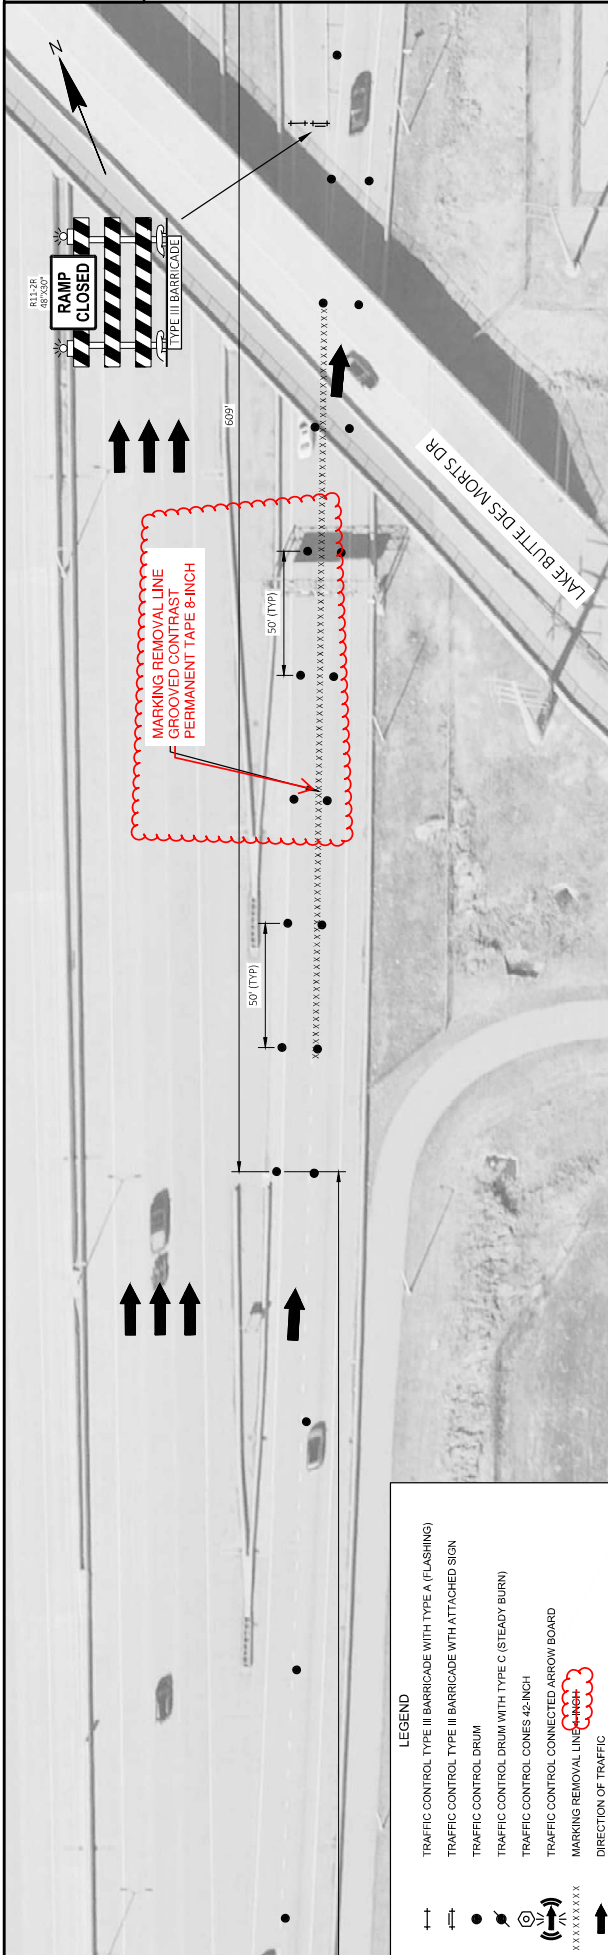 N
R11-2R
48"X30"
RAMP
CLOSED
TYPE III BARRICADE
609'
LAKE BUTTE DES MORTS DR
MARKING REMOVAL LINE
GROOVED CONTRAST
PERMANENT TAPE 8-INCH
50' (TYP)
50' (TYP)
LEGEND
TRAFFIC CONTROL TYPE III BARRICADE WITH TYPE A (FLASHING)
TRAFFIC CONTROL TYPE III BARRICADE WTH ATTACHED SIGN
TRAFFIC CONTROL DRUM
TRAFFIC CONTROL DRUM WITH TYPE C (STEADY BURN)
TRAFFIC CONTROL CONES 42-INCH
TRAFFIC CONTROL CONNECTED ARROW BOARD
MARKING REMOVAL LINE 4-INCH
DIRECTION OF TRAFFIC